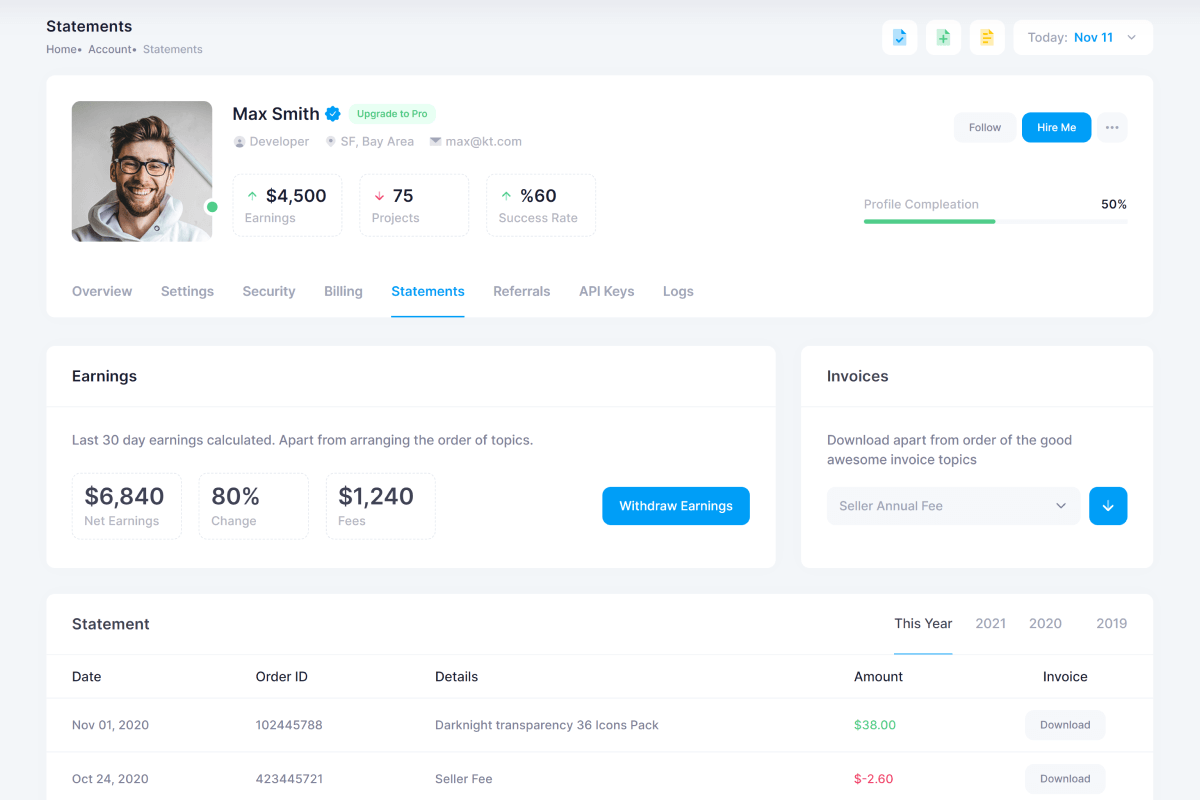 Statements
Home• Account• Statements
Today: Nov 11
Max Smith Upgrade to Pro
Developer SF, Bay Area max@kt.com
Follow Hire Me
$4,500 75 %60
Earnings Projects Success Rate
Profile Compleation 50%
Overview Settings Security Billing Statements Referrals API Keys Logs
Earnings
Last 30 day earnings calculated. Apart from arranging the order of topics.
$6,840 80% $1,240
Net Earnings Change Fees
Withdraw Earnings
Invoices
Download apart from order of the good
awesome invoice topics
Seller Annual Fee
Statement This Year 2021 2020 2019
Date Order ID Details Amount Invoice
Nov 01, 2020 102445788 Darknight transparency 36 Icons Pack $38.00 Download
Oct 24, 2020 423445721 Seller Fee $-2.60 Download